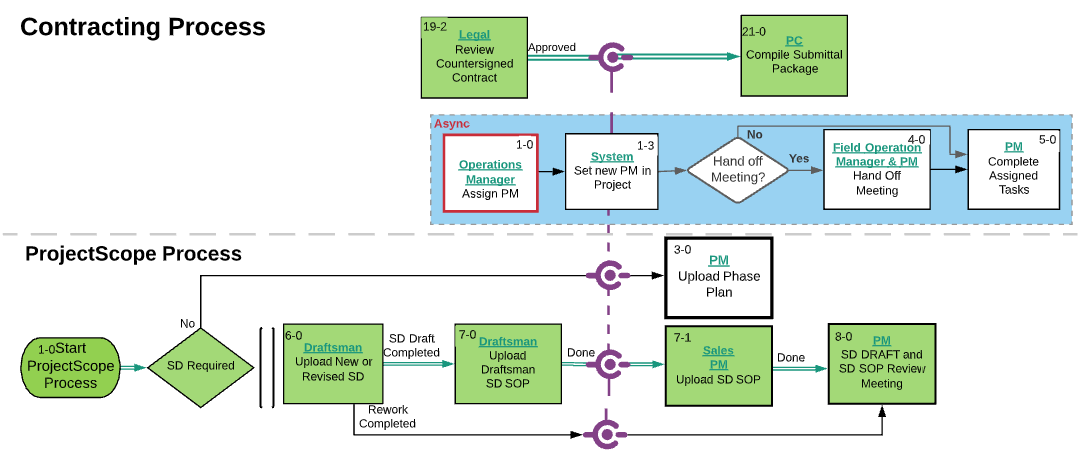 Contracting Process
19-2
Legal
Review
Countersigned
Contract
Approved
21-0
PC
Compile Submittal
Package
Async
1-0
Operations
Manager
Assign PM
1-3
System
Set new PM in
Project
Hand off
Meeting?
No
Yes
4-0
Field Operation
Manager & PM
Hand Off
Meeting
5-0
PM
Complete
Assigned
Tasks
ProjectScope Process
3-0
PM
Upload Phase
Plan
No
1-0Start
ProjectScope
Process
SD Required
6-0
Draftsman
Upload New or
Revised SD
SD Draft
Completed
7-0
Draftsman
Upload
Draftsman
SD SOP
Done
7-1
Sales
PM
Upload SD SOP
Done
8-0
PM
SD DRAFT and
SD SOP Review
Meeting
Rework
Completed